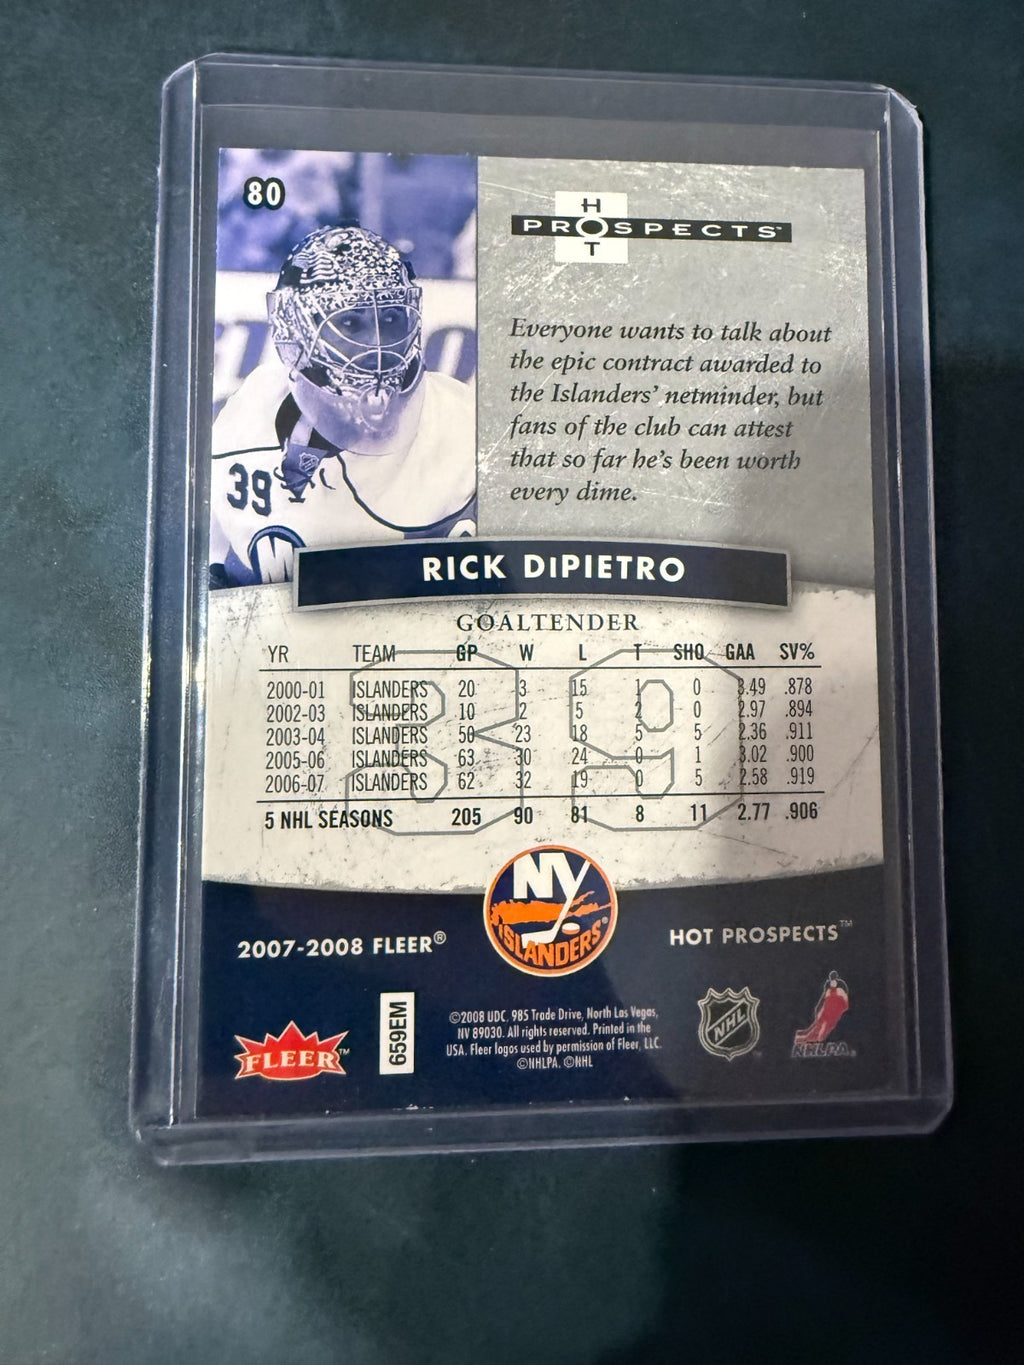 80
HOT
PROSPECTS™
Everyone wants to talk about
the epic contract awarded to
the Islanders' netminder, but
fans of the club can attest
that so far he's been worth
every dime.
39
RICK DiPIETRO
GOALTENDER
YR TEAM GP W L T SHO GAA SV%
2000-01 ISLANDERS 20 3 15 1 0 3.49 .878
2002-03 ISLANDERS 10 2 5 2 0 2.97 .894
2003-04 ISLANDERS 50 23 18 5 5 2.36 .911
2005-06 ISLANDERS 63 30 24 0 1 3.02 .900
2006-07 ISLANDERS 62 32 19 0 5 2.58 .919
5 NHL SEASONS 205 90 81 8 11 2.77 .906
39
NY
ISLANDERS®
2007-2008 FLEER®
HOT PROSPECTS™
FLEER™
659EM
©2008 UDC, 985 Trade Drive, North Las Vegas,
NV 89030. All rights reserved. Printed in the
USA. Fleer logos used by permission of Fleer, LLC.
©NHLPA. ©NHL
NHL
NHLPA